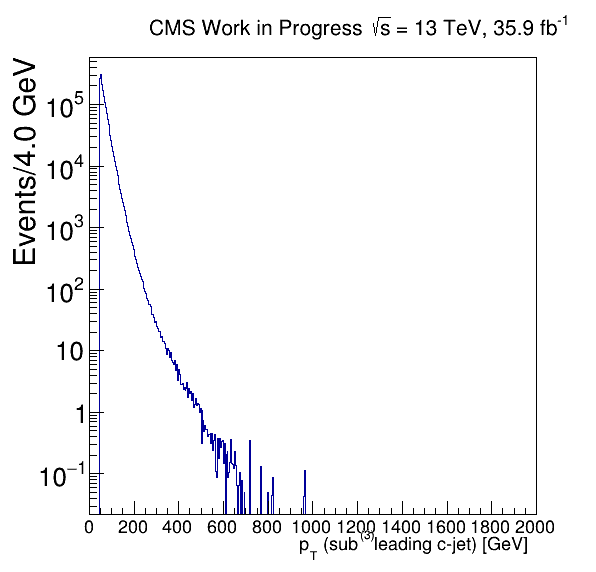 CMS Work in Progress √s = 13 TeV, 35.9 fb⁻¹
Events/4.0 GeV
10⁵
10⁴
10³
10²
10
1
10⁻¹
0 200 400 600 800 1000 1200 1400 1600 1800 2000
p_T (sub⁽³⁾leading c-jet) [GeV]